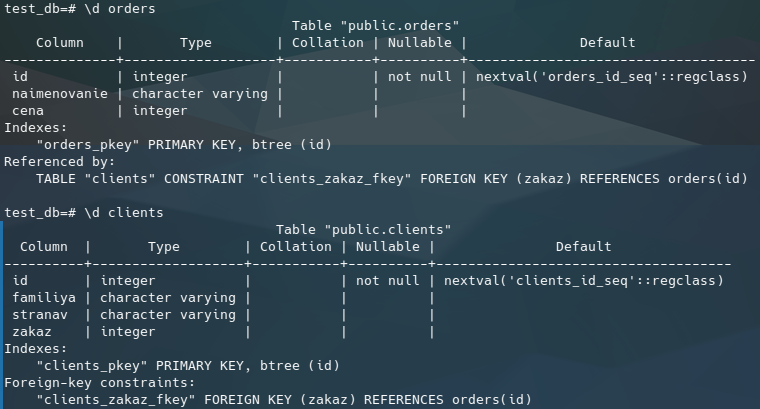 test_db=# \d orders
                                    Table "public.orders"
    Column    |       Type        | Collation | Nullable |              Default
--------------+-------------------+-----------+----------+------------------------------------
 id           | integer           |           | not null | nextval('orders_id_seq'::regclass)
 naimenovanie | character varying |           |          |
 cena         | integer           |           |          |
Indexes:
    "orders_pkey" PRIMARY KEY, btree (id)
Referenced by:
    TABLE "clients" CONSTRAINT "clients_zakaz_fkey" FOREIGN KEY (zakaz) REFERENCES orders(id)

test_db=# \d clients
                                  Table "public.clients"
  Column  |       Type        | Collation | Nullable |               Default
----------+-------------------+-----------+----------+-------------------------------------
 id       | integer           |           | not null | nextval('clients_id_seq'::regclass)
 familiya | character varying |           |          |
 stranav  | character varying |           |          |
 zakaz    | integer           |           |          |
Indexes:
    "clients_pkey" PRIMARY KEY, btree (id)
Foreign-key constraints:
    "clients_zakaz_fkey" FOREIGN KEY (zakaz) REFERENCES orders(id)